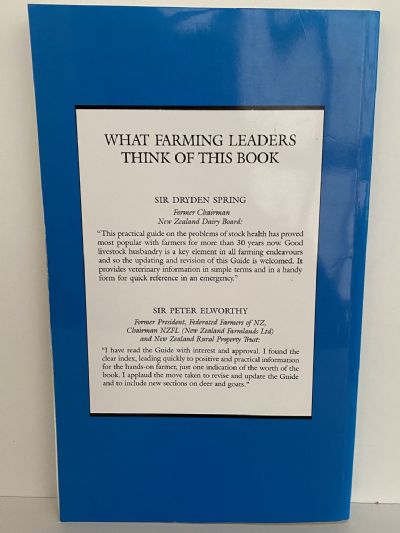 WHAT FARMING LEADERS
THINK OF THIS BOOK
SIR DRYDEN SPRING
Former Chairman
New Zealand Dairy Board:
“This practical guide on the problems of stock health has proved
most popular with farmers for more than 30 years now. Good
livestock husbandry is a key element in all farming endeavours
and so the updating and revision of this Guide is welcomed. It
provides veterinary information in simple terms and in a handy
form for quick reference in an emergency.”
SIR PETER ELWORTHY
Former President, Federated Farmers of NZ,
Chairman NZFL (New Zealand Farmlands Ltd)
and New Zealand Rural Property Trust:
“I have read the Guide with interest and approval. I found the
clear index, leading quickly to positive and practical information
for the hands-on farmer, just one indication of the worth of the
book. I applaud the move taken to revise and update the Guide
and to include new sections on deer and goats.”